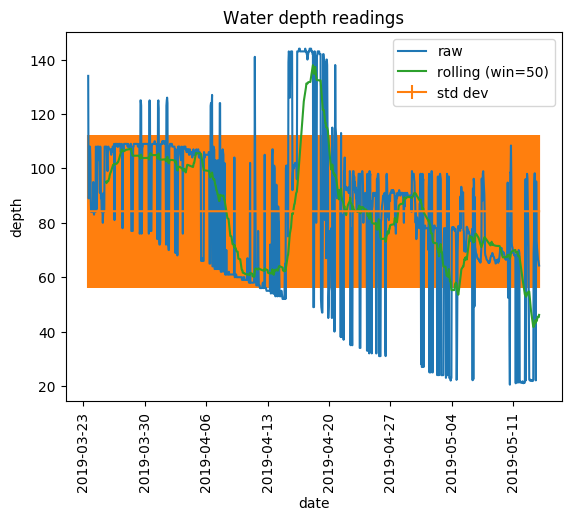 Water depth readings
raw
rolling (win=50)
std dev
depth
140
120
100
80
60
40
20
2019-03-23
2019-03-30
2019-04-06
2019-04-13
2019-04-20
2019-04-27
2019-05-04
2019-05-11
date